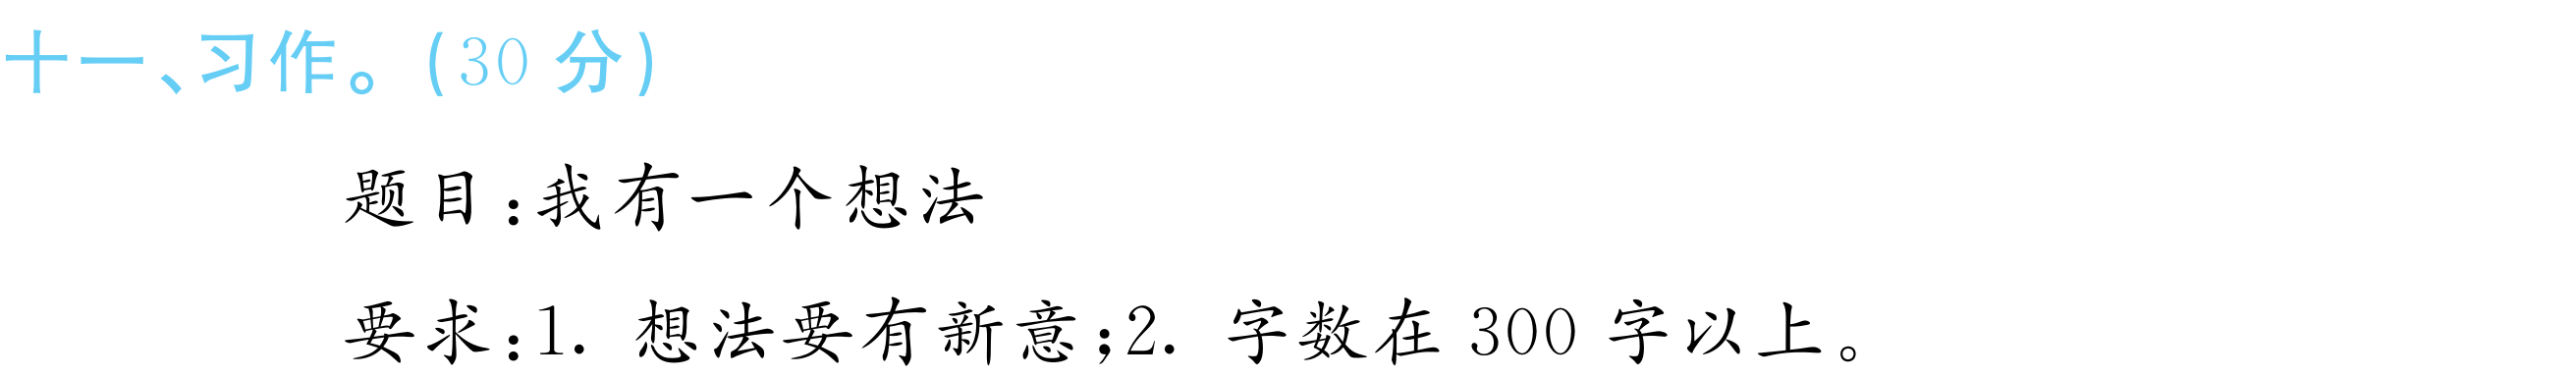 十一、习作。(30 分)
题目:我有一个想法
要求:1. 想法要有新意;2. 字数在 300 字以上。